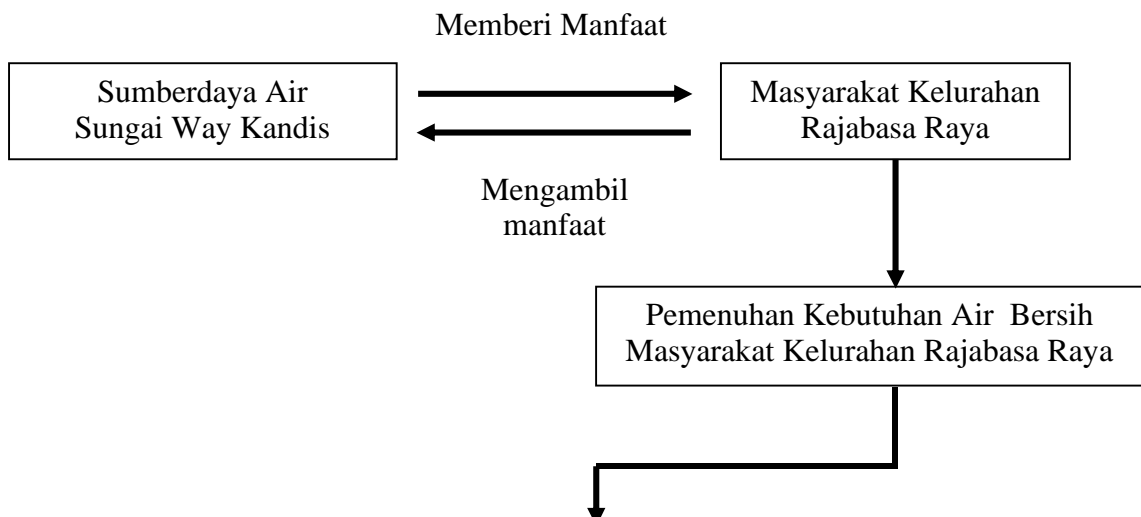 Memberi Manfaat
Sumberdaya Air
Sungai Way Kandis
Masyarakat Kelurahan
Rajabasa Raya
Mengambil
manfaat
Pemenuhan Kebutuhan Air Bersih
Masyarakat Kelurahan Rajabasa Raya